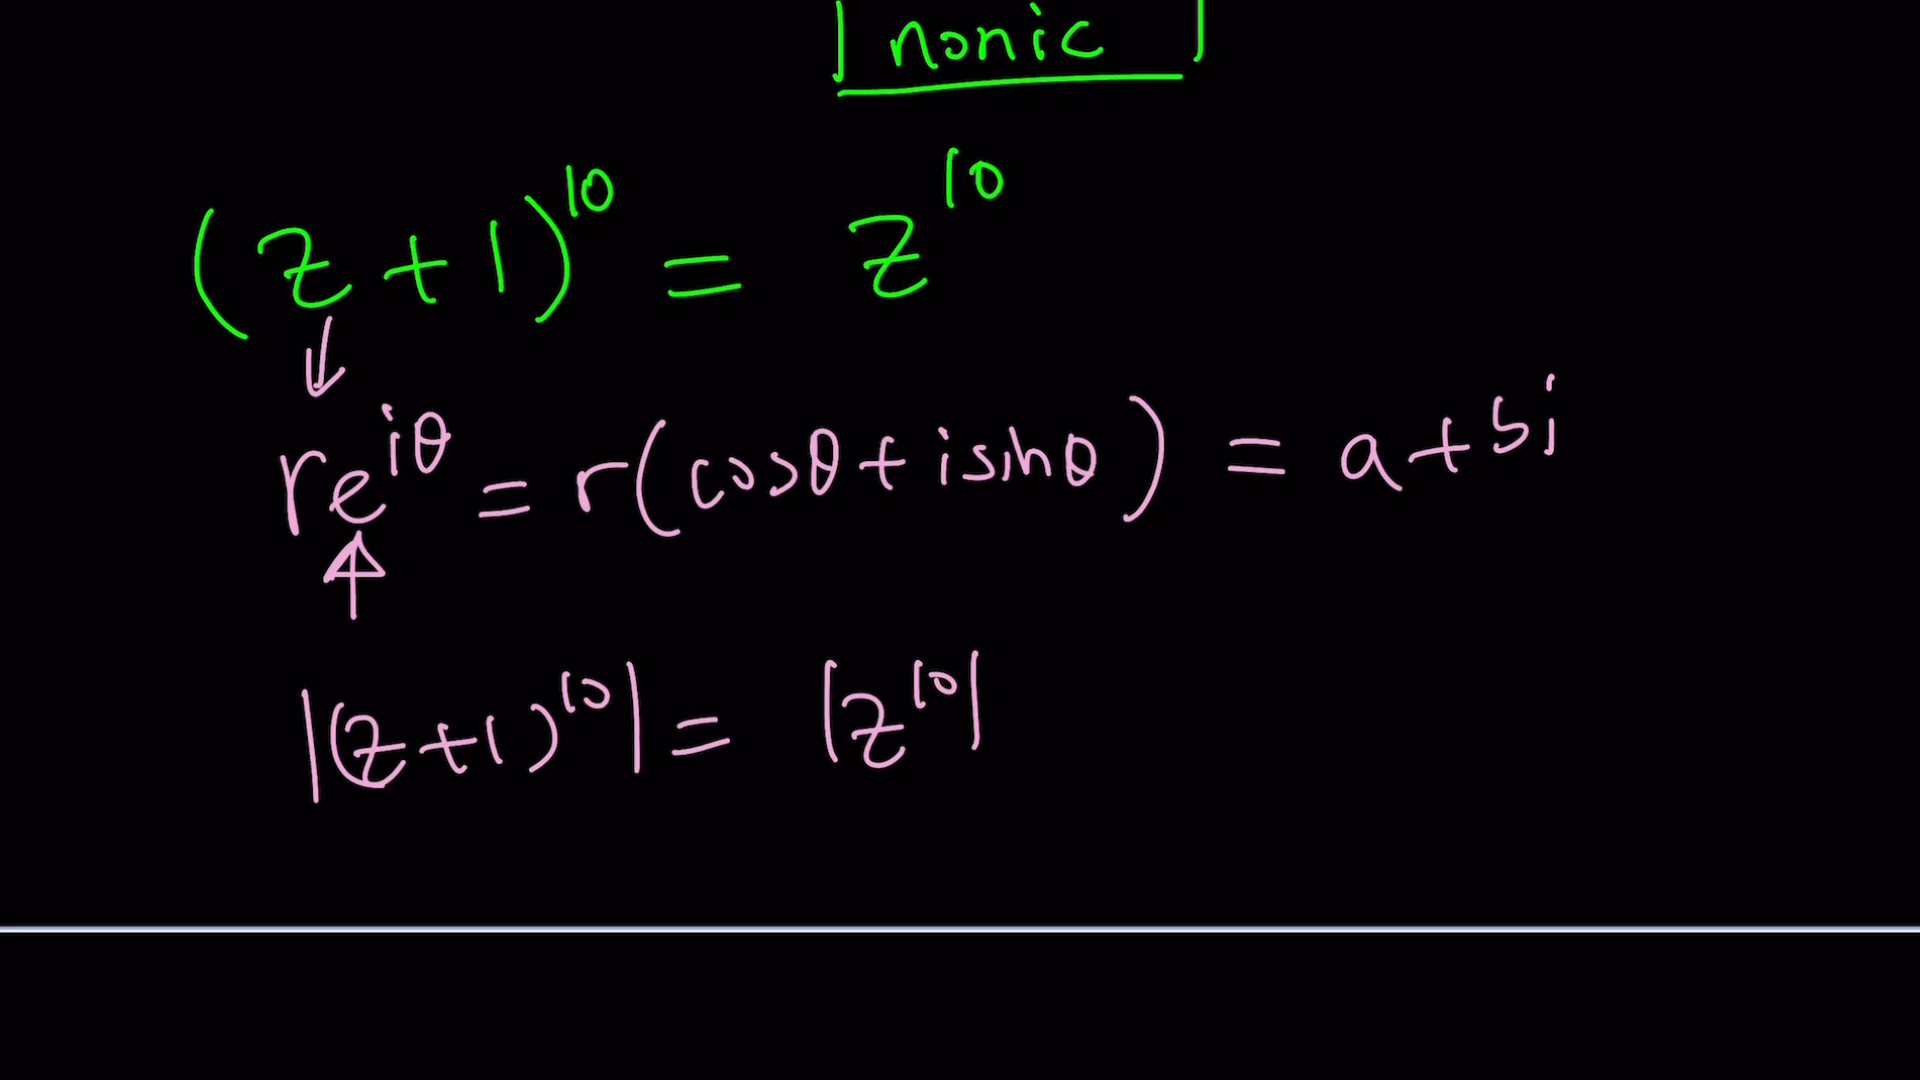 nonic
(z+1)^10 = z^10
↓
re^iθ = r(cosθ + isinθ) = a+bi
↑
|(z+1)^10| = |z^10|